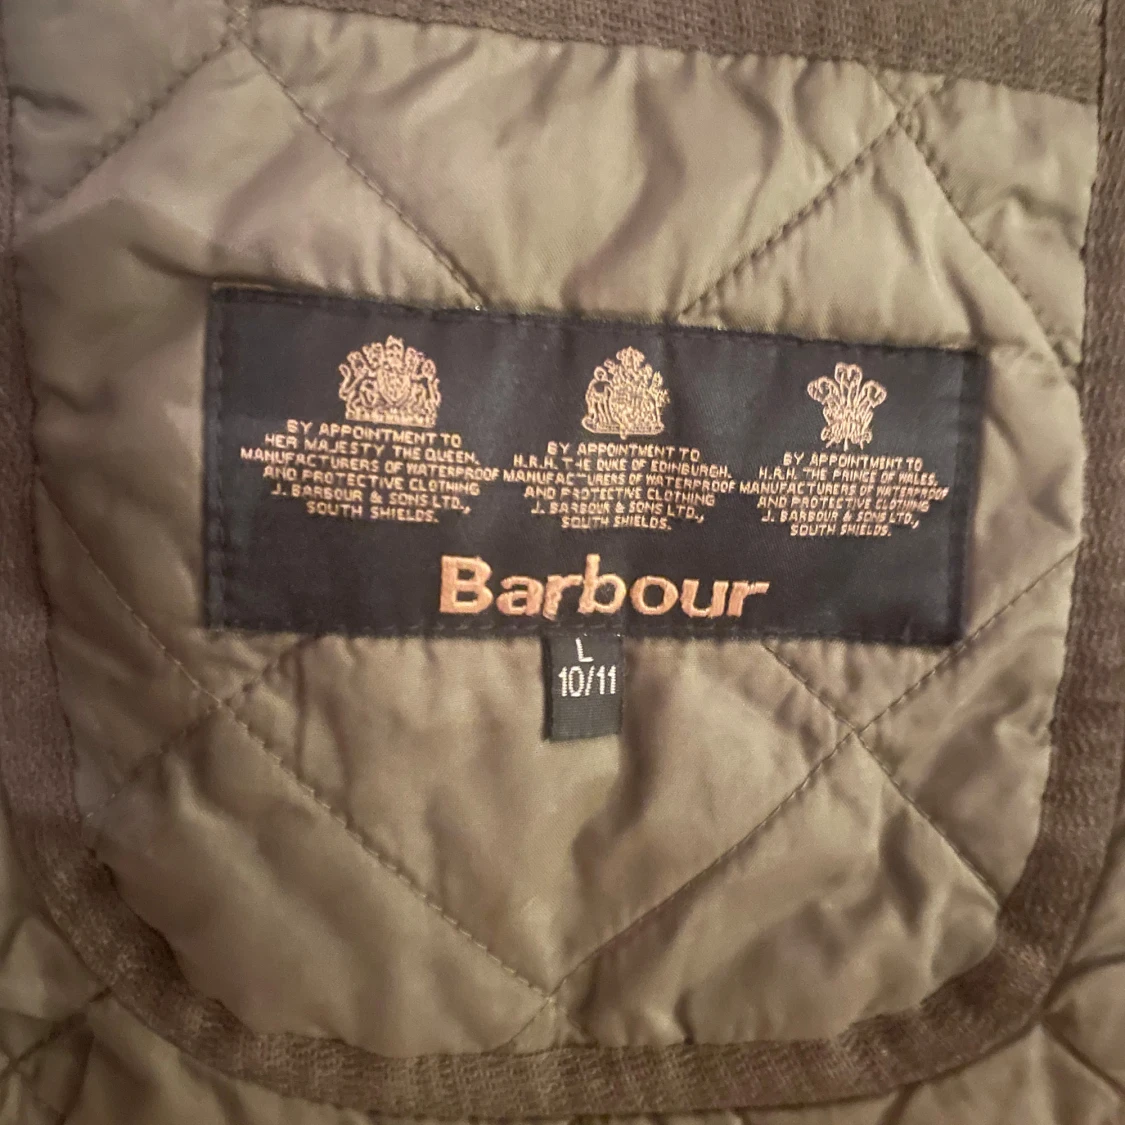 BY APPOINTMENT TO
HER MAJESTY THE QUEEN.
MANUFACTURERS OF WATERPROOF
AND PROTECTIVE CLOTHING
J. BARBOUR & SONS LTD.,
SOUTH SHIELDS.
BY APPOINTMENT TO
H.R.H. THE DUKE OF EDINBURGH.
MANUFACTURERS OF WATERPROOF
AND PROTECTIVE CLOTHING
J. BARBOUR & SONS LTD.,
SOUTH SHIELDS.
BY APPOINTMENT TO
H.R.H. THE PRINCE OF WALES.
MANUFACTURERS OF WATERPROOF
AND PROTECTIVE CLOTHING
J. BARBOUR & SONS LTD.,
SOUTH SHIELDS.
Barbour
L
10/11